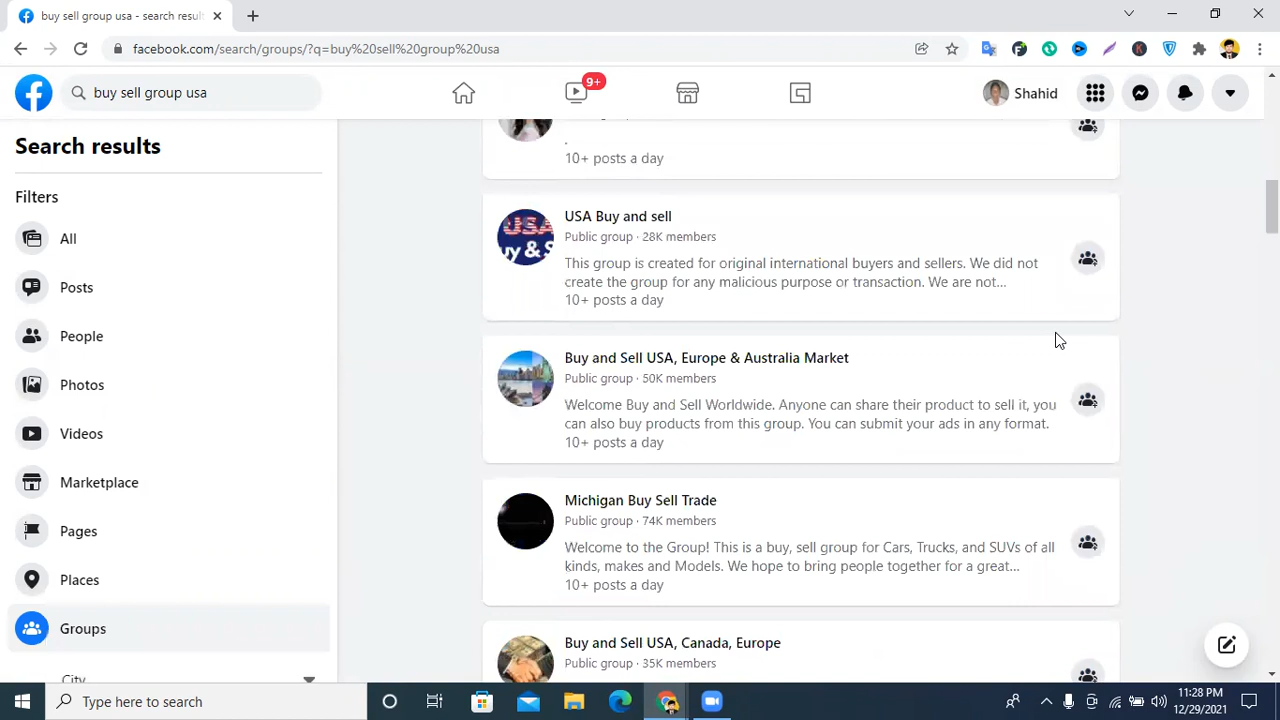 buy sell group usa - search resul
facebook.com/search/groups/?q=buy%20sell%20group%20usa
buy sell group usa
9+
Shahid
Search results
Filters
All
Posts
People
Photos
Videos
Marketplace
Pages
Places
Groups
City
.
10+ posts a day
USA Buy and sell
Public group · 28K members
This group is created for original international buyers and sellers. We did not
create the group for any malicious purpose or transaction. We are not...
10+ posts a day
Buy and Sell USA, Europe & Australia Market
Public group · 50K members
Welcome Buy and Sell Worldwide. Anyone can share their product to sell it, you
can also buy products from this group. You can submit your ads in any format.
10+ posts a day
Michigan Buy Sell Trade
Public group · 74K members
Welcome to the Group! This is a buy, sell group for Cars, Trucks, and SUVs of all
kinds, makes and Models. We hope to bring people together for a great...
10+ posts a day
Buy and Sell USA, Canada, Europe
Public group · 35K members
Type here to search
11:28 PM
12/29/2021